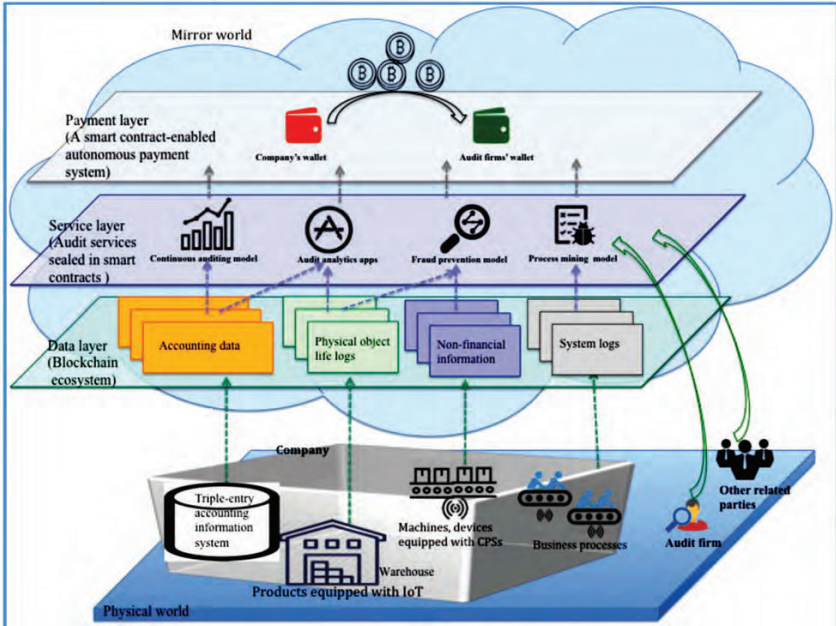 Mirror world
Payment layer
(A smart contract-enabled
autonomous payment
system)
Company's wallet
Audit firms' wallet
Service layer
(Audit services
sealed in smart
contracts )
Continuous auditing model
Audit analytics apps
Fraud prevention model
Process mining model
Data layer
(Blockchain
ecosystem)
Accounting data
Physical object
life logs
Non-financial
information
System logs
Company
Triple-entry
accounting
information
system
Warehouse
Products equipped with IoT
Machines, devices
equipped with CPSs
Business processes
Other related
parties
Audit firm
Physical world